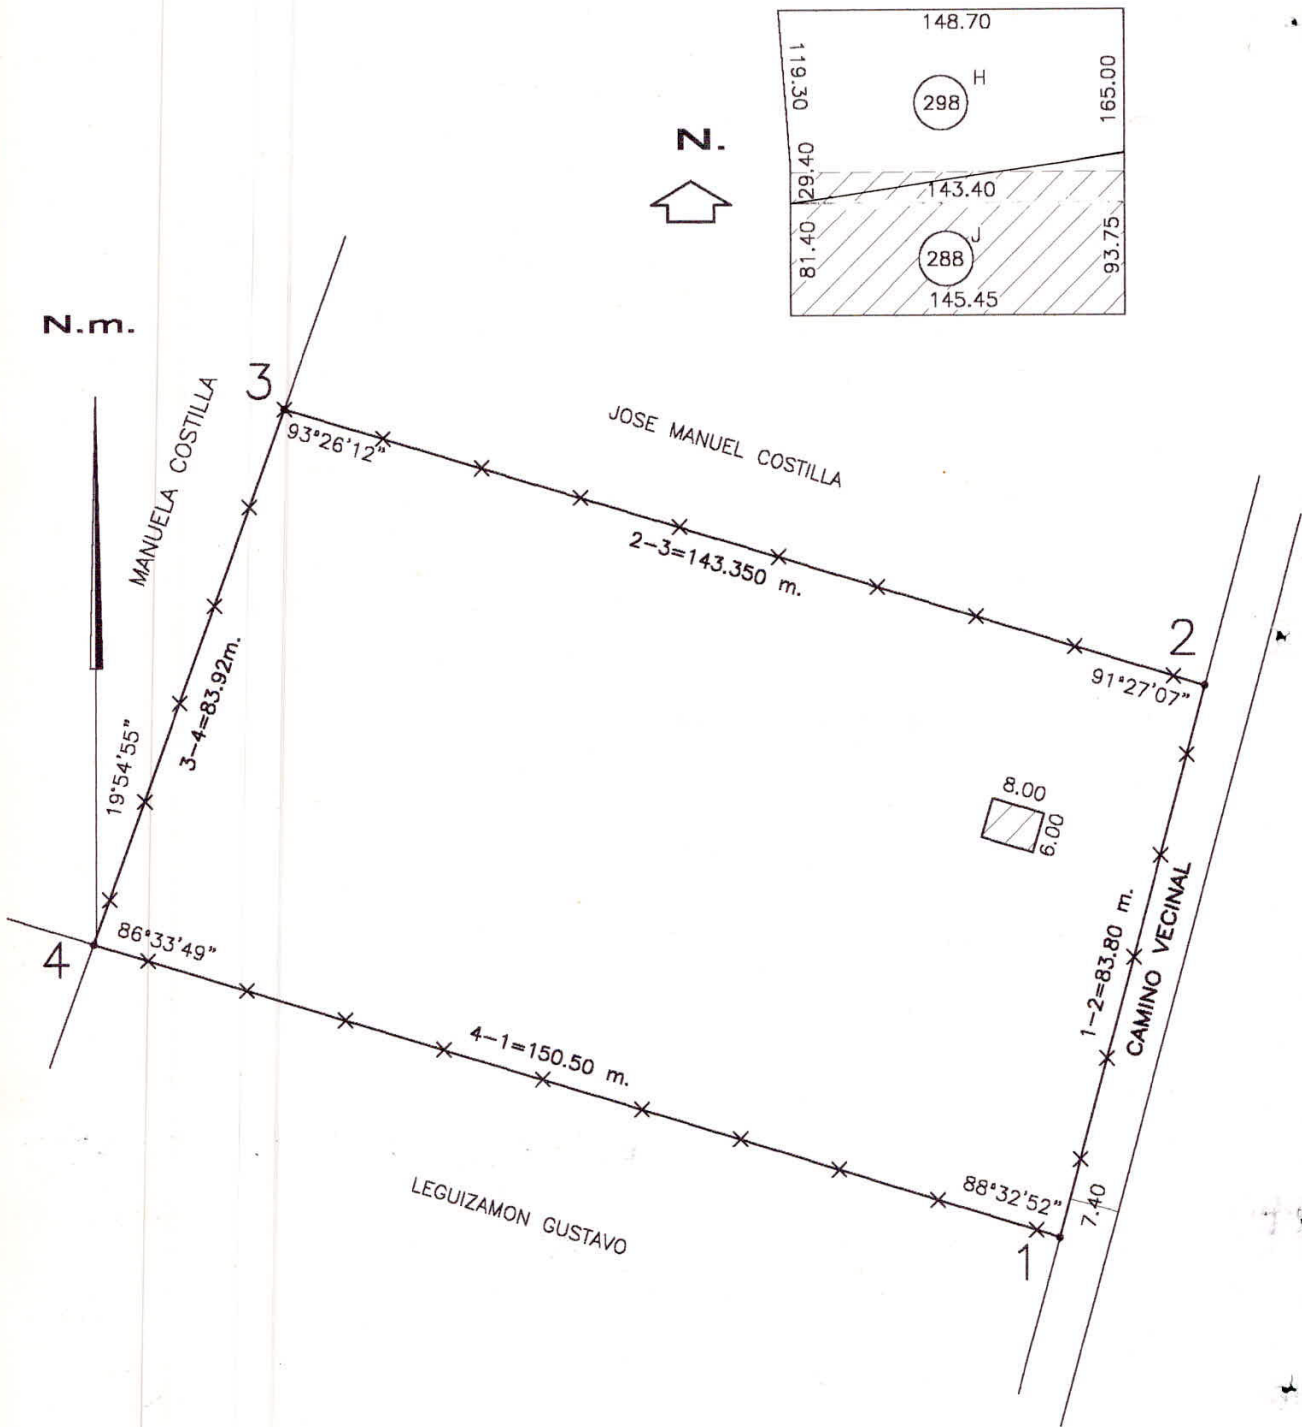 148.70
119.30
H
298
165.00
N.
29.40
143.40
81.40
J
288
93.75
145.45
N.m.
3
MANUELA COSTILLA
93°26'12"
JOSE MANUEL COSTILLA
2-3=143.350 m.
2
91°27'07"
3-4=83.92m.
19°54'55"
8.00
6.00
4
86°33'49"
4-1=150.50 m.
1-2=83.80 m.
CAMINO VECINAL
88°32'52"
7.40
LEGUIZAMON GUSTAVO
1